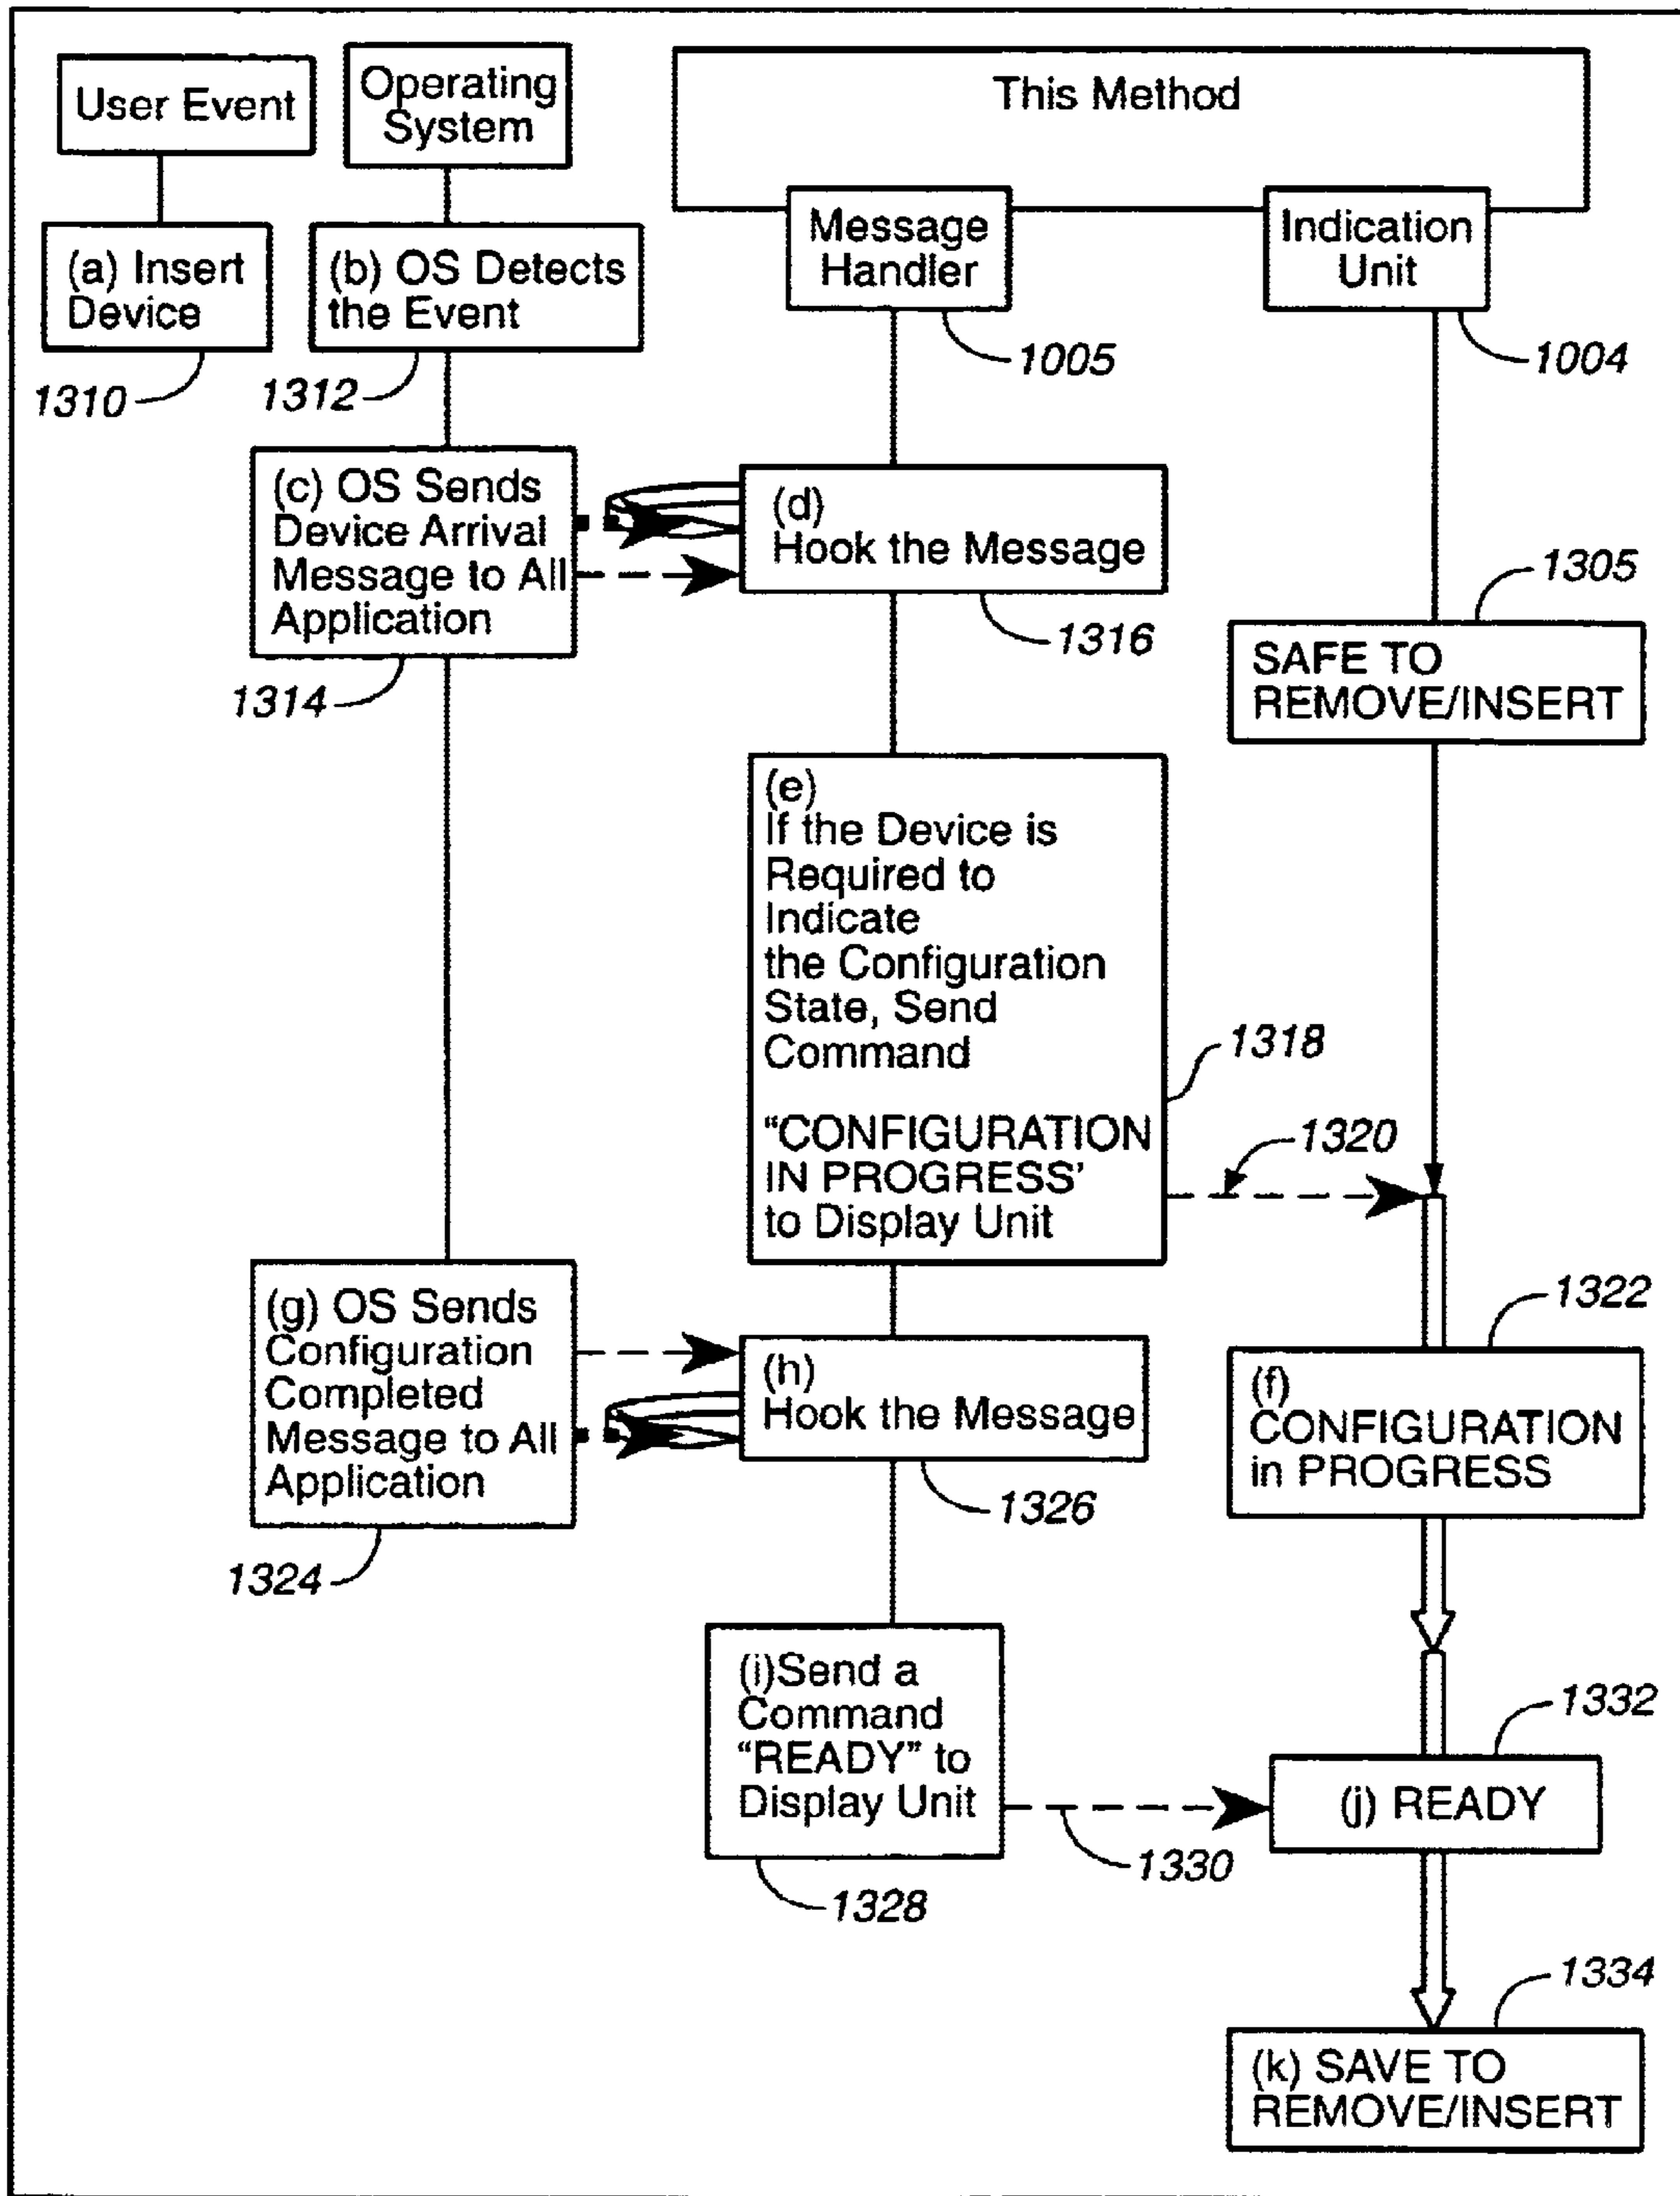 User Event
Operating
System
This Method
Message
Handler
Indication
Unit
(a) Insert
Device
(b) OS Detects
the Event
1310
1312
1005
1004
(c) OS Sends
Device Arrival
Message to All
Application
1314
(d)
Hook the Message
1316
1305
SAFE TO
REMOVE/INSERT
(e)
If the Device is
Required to
Indicate
the Configuration
State, Send
Command
“CONFIGURATION
IN PROGRESS’
to Display Unit
1318
1320
1322
(f)
CONFIGURATION
in PROGRESS
(g) OS Sends
Configuration
Completed
Message to All
Application
1324
(h)
Hook the Message
1326
(i)Send a
Command
“READY” to
Display Unit
1328
1330
1332
(j) READY
1334
(k) SAVE TO
REMOVE/INSERT